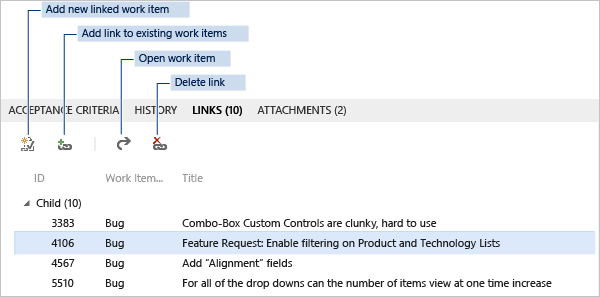 Add new linked work item
Add link to existing work items
Open work item
Delete link
ACCEPTANCE CRITERIA HISTORY LINKS (10) ATTACHMENTS (2)
ID Work Item... Title
Child (10)
3383 Bug Combo-Box Custom Controls are clunky, hard to use
4106 Bug Feature Request: Enable filtering on Product and Technology Lists
4567 Bug Add "Alignment" fields
5510 Bug For all of the drop downs can the number of items view at one time increase